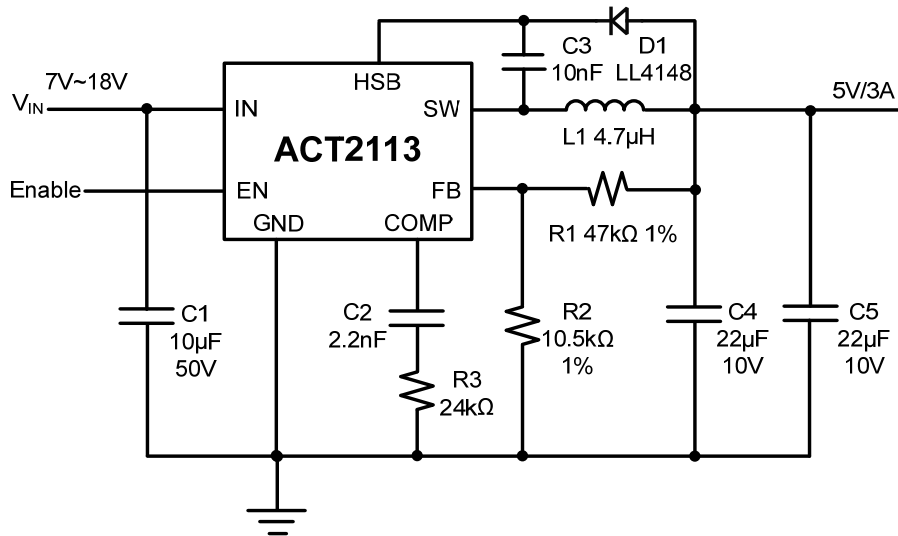 C3
10nF
D1
LL4148
7V~18V
VIN
HSB
5V/3A
IN
SW
L1 4.7µH
ACT2113
Enable
EN
FB
GND
COMP
R1 47kΩ 1%
C1
10µF
50V
C2
2.2nF
R2
10.5kΩ
1%
C4
22µF
10V
C5
22µF
10V
R3
24kΩ